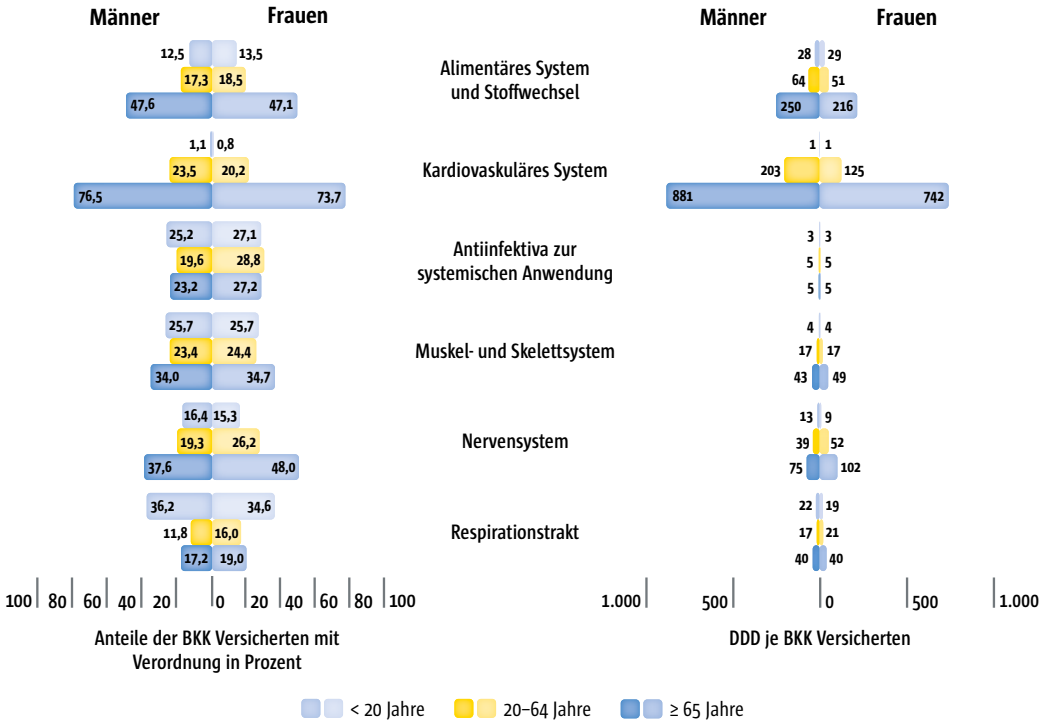 Männer Frauen Männer Frauen
12,5 13,5 28 29
Alimentäres System
17,3 18,5 64 51
und Stoffwechsel
47,6 47,1 250 216
1,1 0,8 1 1
23,5 20,2 Kardiovaskuläres System 203 125
76,5 73,7 881 742
25,2 27,1 3 3
Antiinfektiva zur
19,6 28,8 5 5
systemischen Anwendung
23,2 27,2 5 5
25,7 25,7 4 4
23,4 24,4 Muskel- und Skelettsystem 17 17
34,0 34,7 43 49
16,4 15,3 13 9
19,3 26,2 Nervensystem 39 52
37,6 48,0 75 102
36,2 34,6 22 19
11,8 16,0 Respirationstrakt 17 21
17,2 19,0 40 40
100 80 60 40 20 0 20 40 60 80 100 1.000 500 0 500 1.000
Anteile der BKK Versicherten mit DDD je BKK Versicherten
Verordnung in Prozent
< 20 Jahre 20–64 Jahre ≥ 65 Jahre